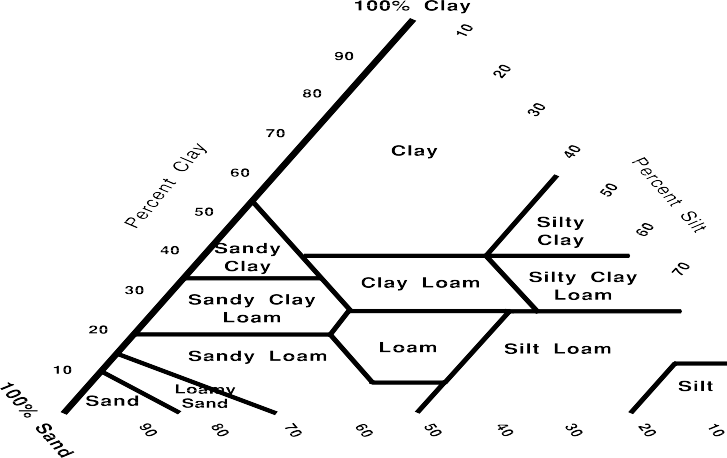 100% Clay
10
90
20
80
30
70
Clay
40
Percent Clay
Percent Silt
60
50
50
Silty
Clay
60
40
Sandy
Clay
70
Clay Loam
Silty Clay
Loam
30
Sandy Clay
Loam
20
Sandy Loam
Loam
Silt Loam
10
Sand
Loamy
Sand
Silt
100% Sand
90
80
70
60
50
40
30
20
10